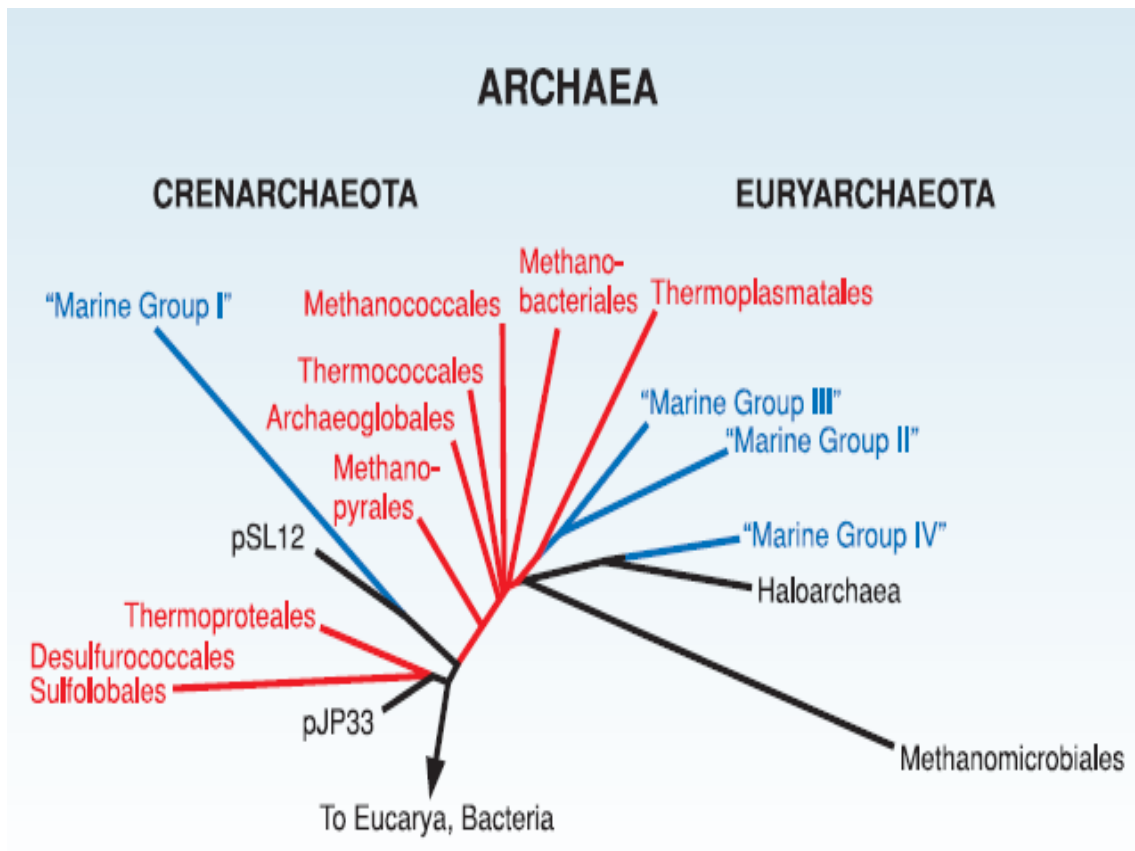 ARCHAEA
CRENARCHAEOTA
EURYARCHAEOTA
“Marine Group I”
Methanococcales
Methano-
bacteriales
Thermoplasmatales
Thermococcales
Archaeoglobales
Methano-
pyrales
“Marine Group III”
“Marine Group II”
pSL12
“Marine Group IV”
Haloarchaea
Thermoproteales
Desulfurococcales
Sulfolobales
pJP33
Methanomicrobiales
To Eucarya, Bacteria